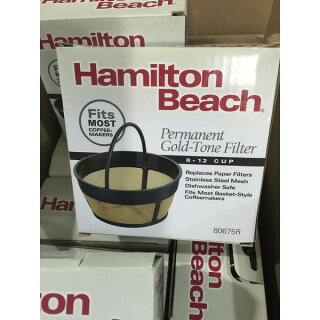 Beach
Hamilton
Beach®
Fits
MOST
COFFEE-
MAKERS
Permanent
Gold-Tone Filter
8-12 CUP
Replaces Paper Filters
Stainless Steel Mesh
Dishwasher Safe
Fits Most Basket-Style
Coffeemakers
80675R
Hamilton
Beach